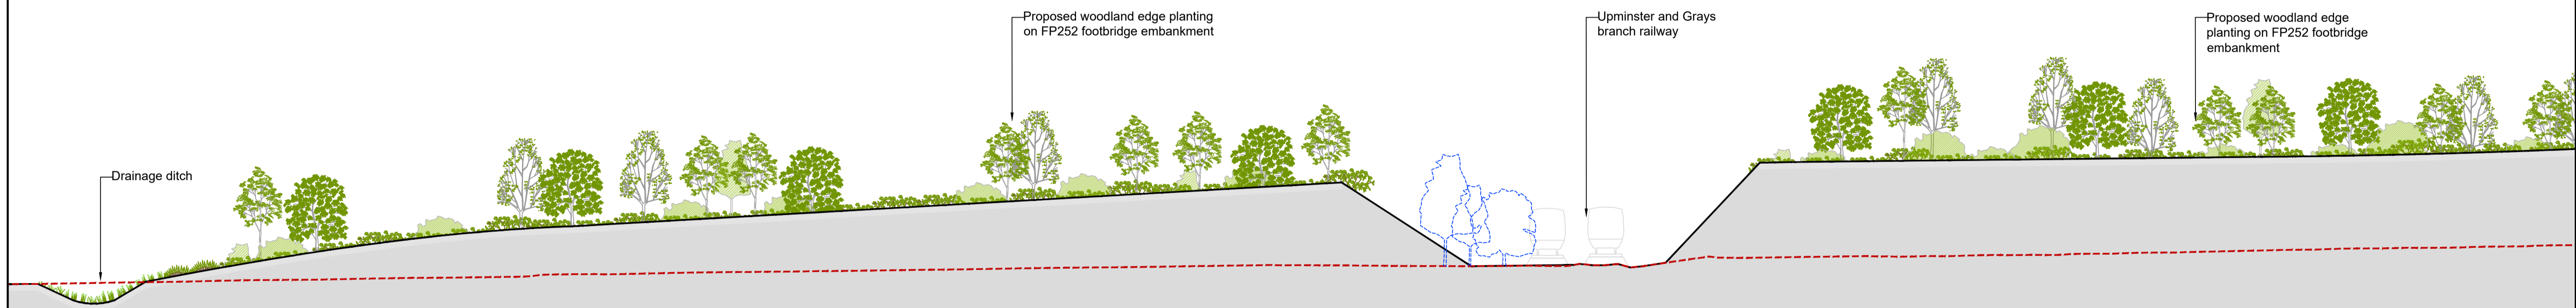 Proposed woodland edge planting
on FP252 footbridge embankment
Upminster and Grays
branch railway
Proposed woodland edge
planting on FP252 footbridge
embankment
Drainage ditch